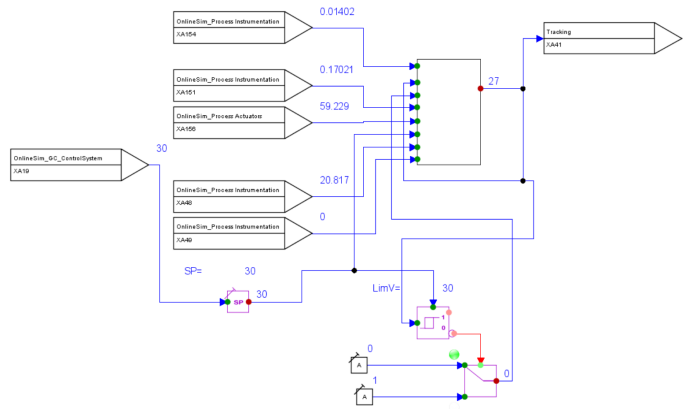 0.01402
OnlineSim_Process Instrumentation
XA154
Tracking
XA41
0.17021
OnlineSim_Process Instrumentation
XA151
27
59.229
OnlineSim_Process Actuators
XA156
30
OnlineSim_GC_ControlSystem
XA19
20.817
OnlineSim_Process Instrumentation
XA48
0
OnlineSim_Process Instrumentation
XA49
SP= 30
30
SP
LimV= 30
1
0
0
A
0
1
A